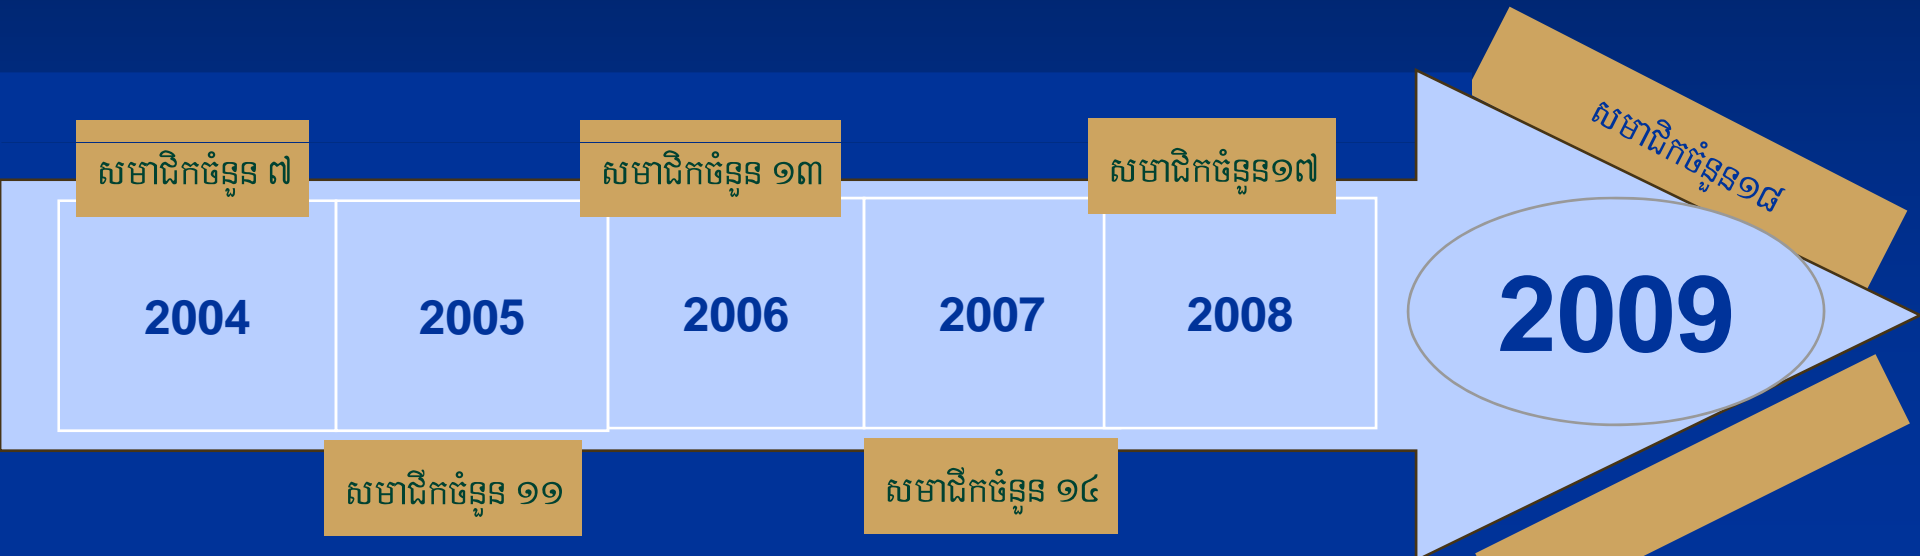 សមាជិកចំនួន ៧
សមាជិកចំនួន ១៣
សមាជិកចំនួន១៧
សមាជិកចំនួន១៨
2004
2005
2006
2007
2008
2009
សមាជីកចំនួន ១១
សមាជីកចំនួន ១៤